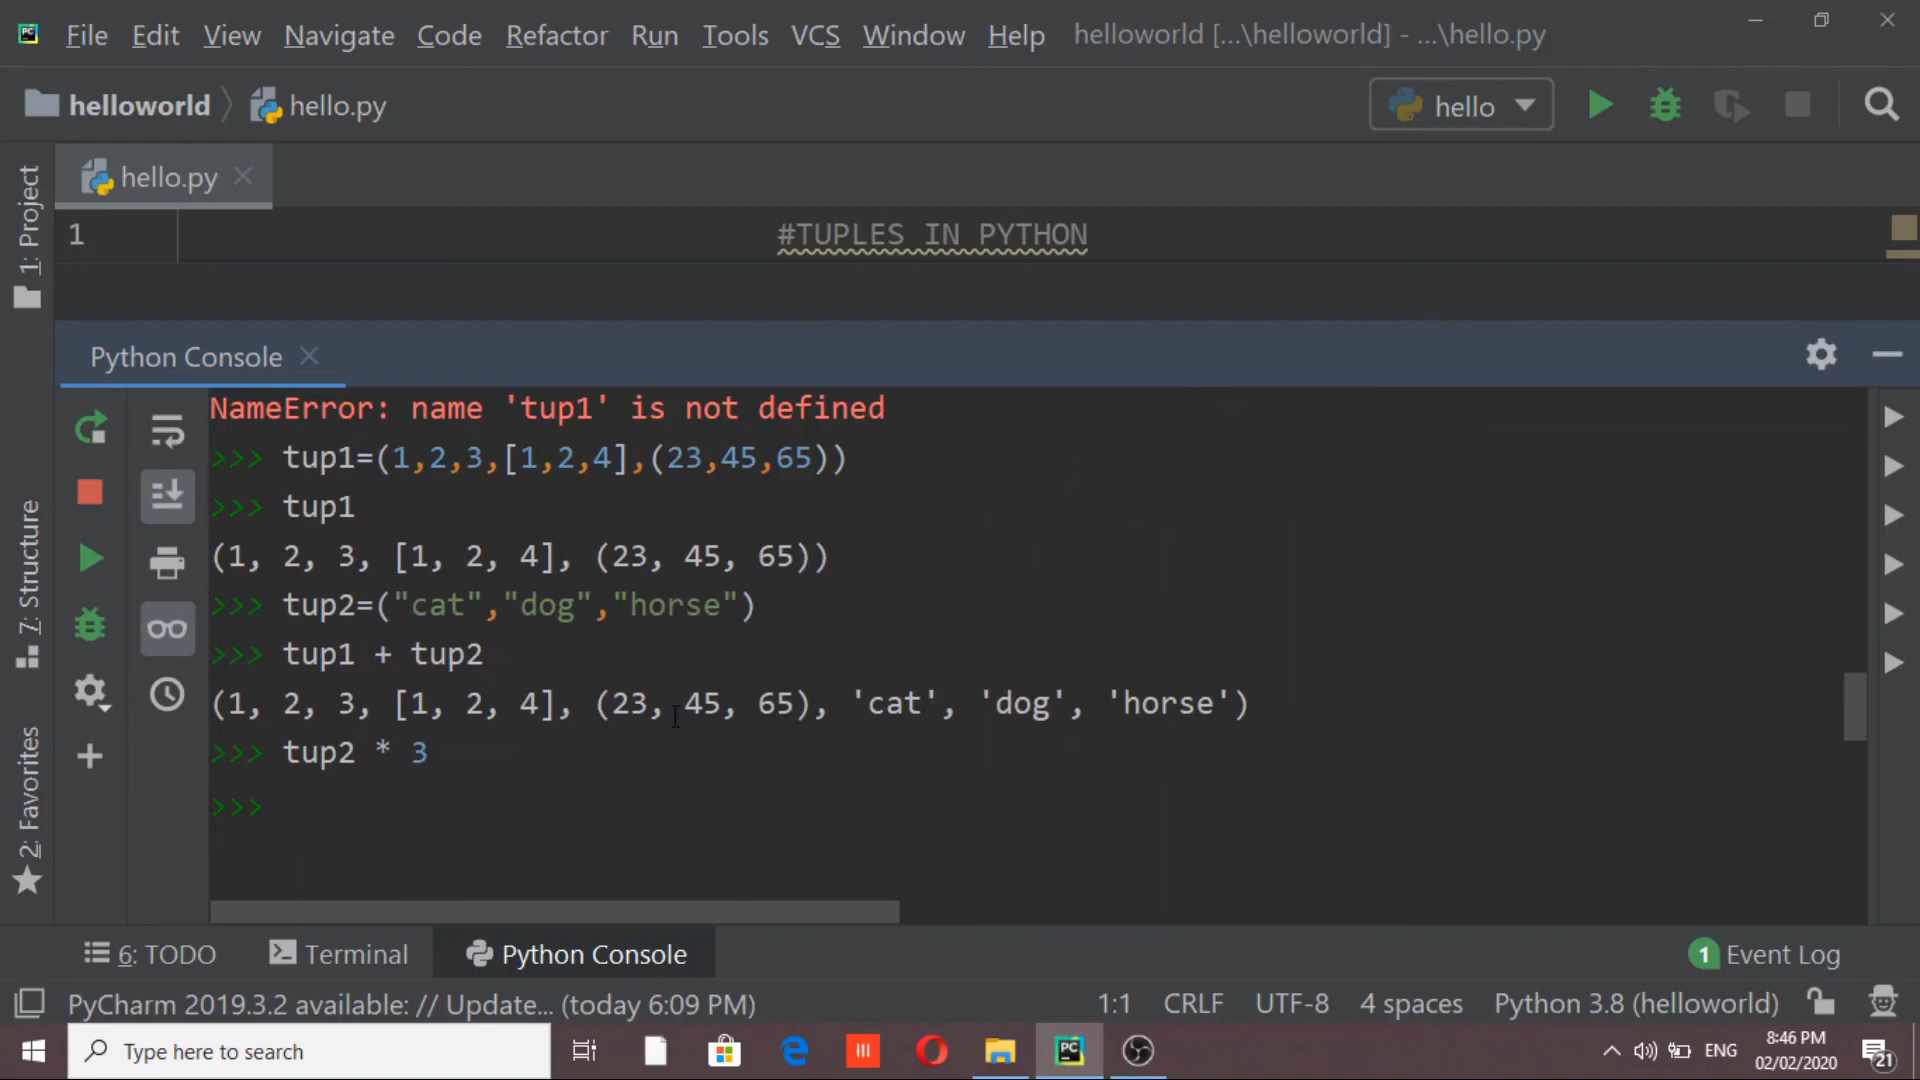 File Edit View Navigate Code Refactor Run Tools VCS Window Help helloworld [...\helloworld] - ...\hello.py
helloworld hello.py
hello
hello.py
1 #TUPLES IN PYTHON
1: Project
7: Structure
2: Favorites
Python Console
NameError: name 'tup1' is not defined
>>> tup1=(1,2,3,[1,2,4],(23,45,65))
>>> tup1
(1, 2, 3, [1, 2, 4], (23, 45, 65))
>>> tup2=("cat","dog","horse")
>>> tup1 + tup2
(1, 2, 3, [1, 2, 4], (23, 45, 65), 'cat', 'dog', 'horse')
>>> tup2 * 3
>>>
6: TODO Terminal Python Console 1 Event Log
PyCharm 2019.3.2 available: // Update... (today 6:09 PM) 1:1 CRLF UTF-8 4 spaces Python 3.8 (helloworld)
Type here to search ENG 8:46 PM
02/02/2020 21